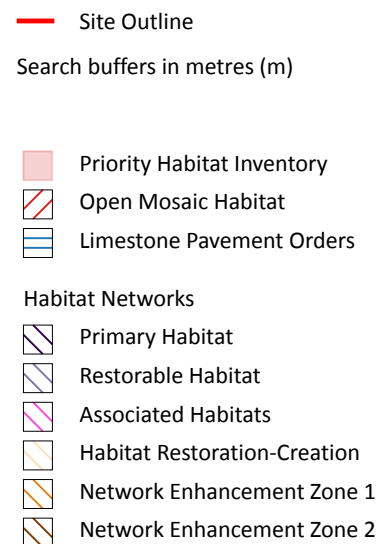 Site Outline
Search buffers in metres (m)
Priority Habitat Inventory
Open Mosaic Habitat
Limestone Pavement Orders
Habitat Networks
Primary Habitat
Restorable Habitat
Associated Habitats
Habitat Restoration-Creation
Network Enhancement Zone 1
Network Enhancement Zone 2